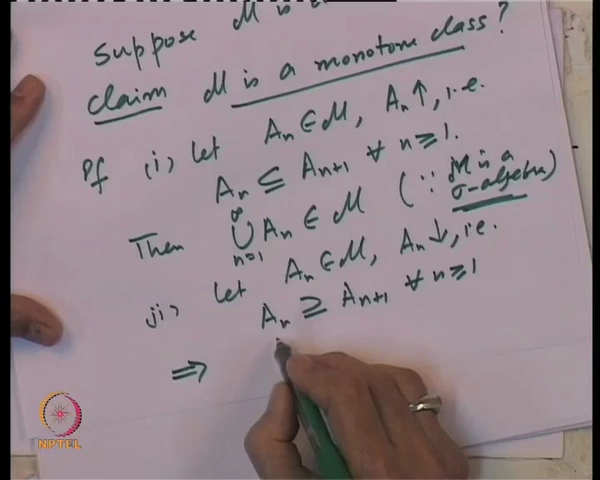 Suppose M is a
claim M is a monotone class?
Pf (i) Let Aₙ ∈ M, Aₙ ↑, i.e.
Aₙ ⊆ Aₙ₊₁ ∀ n ≥ 1.
Then ∞⋃n=1 Aₙ ∈ M (∵ M is a σ-algebra)
ii) Let Aₙ ∈ M, Aₙ ↓, i.e.
Aₙ ⊇ Aₙ₊₁ ∀ n ≥ 1
⇒
NPTEL